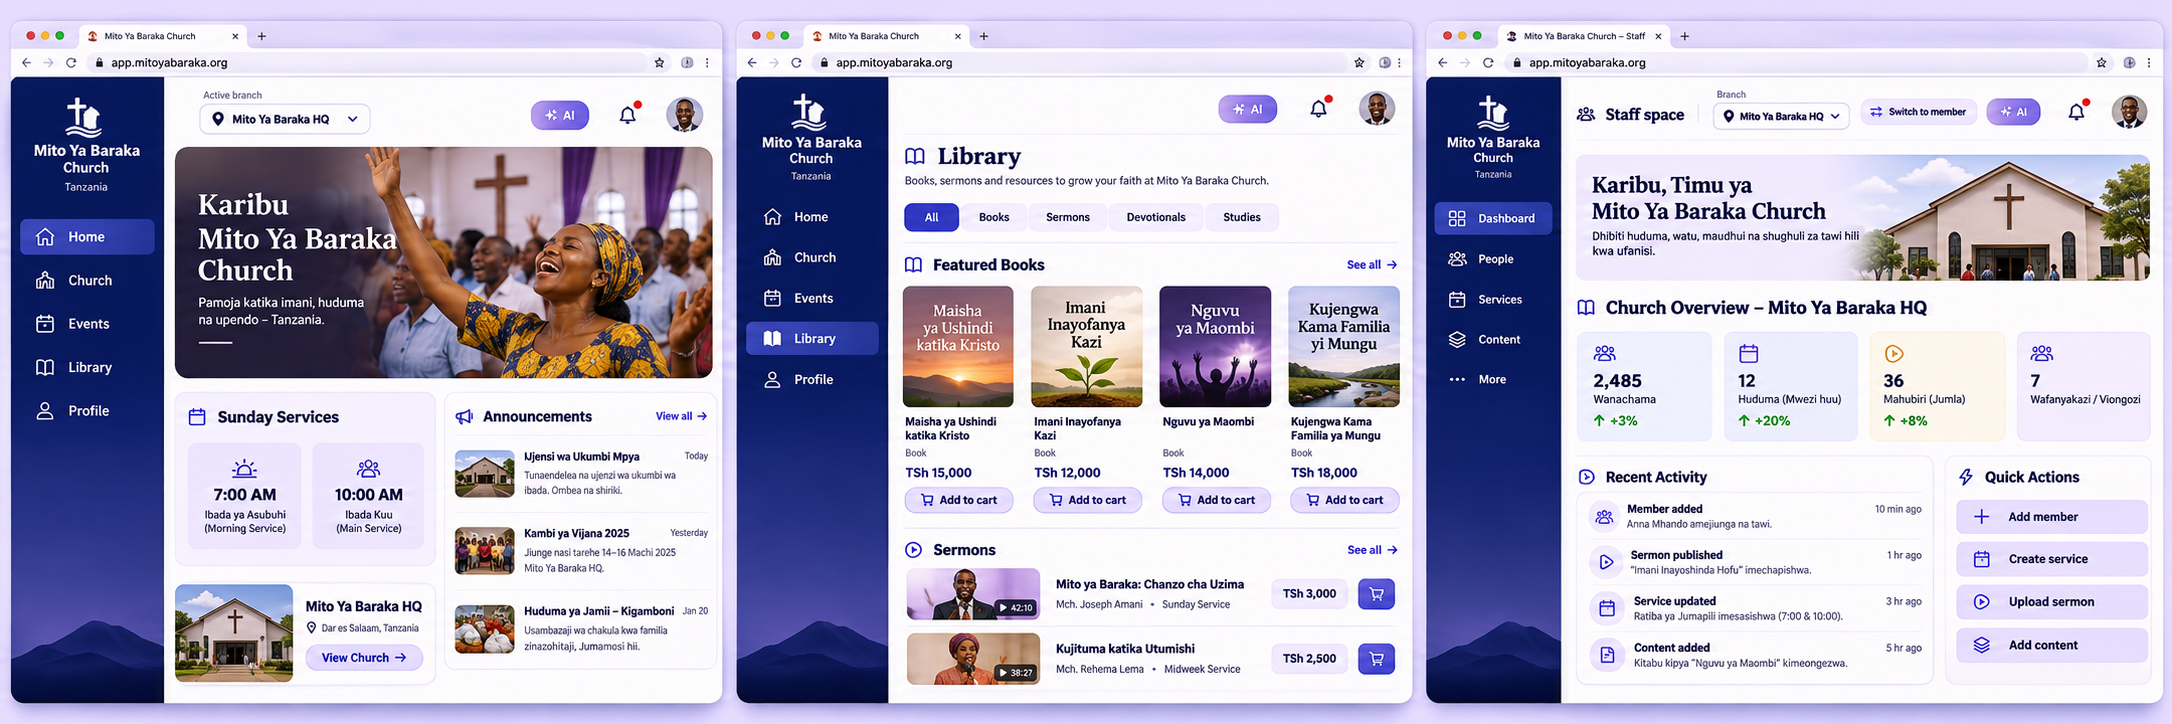 Mito Ya Baraka Church
app.mitoyabaraka.org
Mito Ya Baraka
Church
Tanzania
Home
Church
Events
Library
Profile
Active branch
Mito Ya Baraka HQ
AI
Karibu
Mito Ya Baraka
Church
Pamoja katika imani, huduma
na upendo – Tanzania.
Sunday Services
7:00 AM
Ibada ya Asubuhi
(Morning Service)
10:00 AM
Ibada Kuu
(Main Service)
Mito Ya Baraka HQ
Dar es Salaam, Tanzania
View Church →
Announcements
View all →
IJjensi wa Ukumbi Mpya
Today
Tunaendelea na ujenzi wa ukumbi wa
ibada. Ombea na shiriki.
Kambi ya Vijana 2025
Yesterday
Jiunge nasi tarehe 14–16 Machi 2025
Mito Ya Baraka HQ.
Huduma ya Jamii – Kigamboni
Jan 20
Usambazaji wa chakula kwa familia
zinazohitaji, Jumamosi hii.
Mito Ya Baraka Church
app.mitoyabaraka.org
Mito Ya Baraka
Church
Tanzania
Home
Church
Events
Library
Profile
AI
Library
Books, sermons and resources to grow your faith at Mito Ya Baraka Church.
All
Books
Sermons
Devotionals
Studies
Featured Books
See all →
Maisha
ya Ushindi
katika Kristo
Imani
Inayofanya
Kazi
Nguvu
ya Maombi
Kujengwa
Kama Familia
yi Mungu
Maisha ya Ushindi
katika Kristo
Book
TSh 15,000
Add to cart
Imani Inayofanya
Kazi
Book
TSh 12,000
Add to cart
Nguvu ya Maombi
Book
TSh 14,000
Add to cart
Kujengwa Kama
Familia ya Mungu
Book
TSh 18,000
Add to cart
Sermons
See all →
42:10
Mito ya Baraka: Chanzo cha Uzima
Mch. Joseph Amani • Sunday Service
TSh 3,000
38:27
Kujituma katika Utumishi
Mch. Rehema Lema • Midweek Service
TSh 2,500
Mito Ya Baraka Church – Staff
app.mitoyabaraka.org
Mito Ya Baraka
Church
Tanzania
Dashboard
People
Services
Content
More
Staff space
Branch
Mito Ya Baraka HQ
Switch to member
AI
Karibu, Timu ya
Mito Ya Baraka Church
Dhibiti huduma, watu, maudhui na shughuli za tawi hili
kwa ufanisi.
Church Overview – Mito Ya Baraka HQ
2,485
Wanachama
↑ +3%
12
Huduma (Mwezi huu)
↑ +20%
36
Mahubiri (Jumla)
↑ +8%
7
Wafanyakazi / Viongozi
Recent Activity
Member added
10 min ago
Anna Mhando amejiunga na tawi.
Sermon published
1 hr ago
"Imani Inayoshinda Hofu" imechapishwa.
Service updated
3 hr ago
Ratiba ya Jumapili imesasishwa (7:00 & 10:00).
Content added
5 hr ago
Kitabu kipya "Nguvu ya Maombi" kimeongezwa.
Quick Actions
Add member
Create service
Upload sermon
Add content